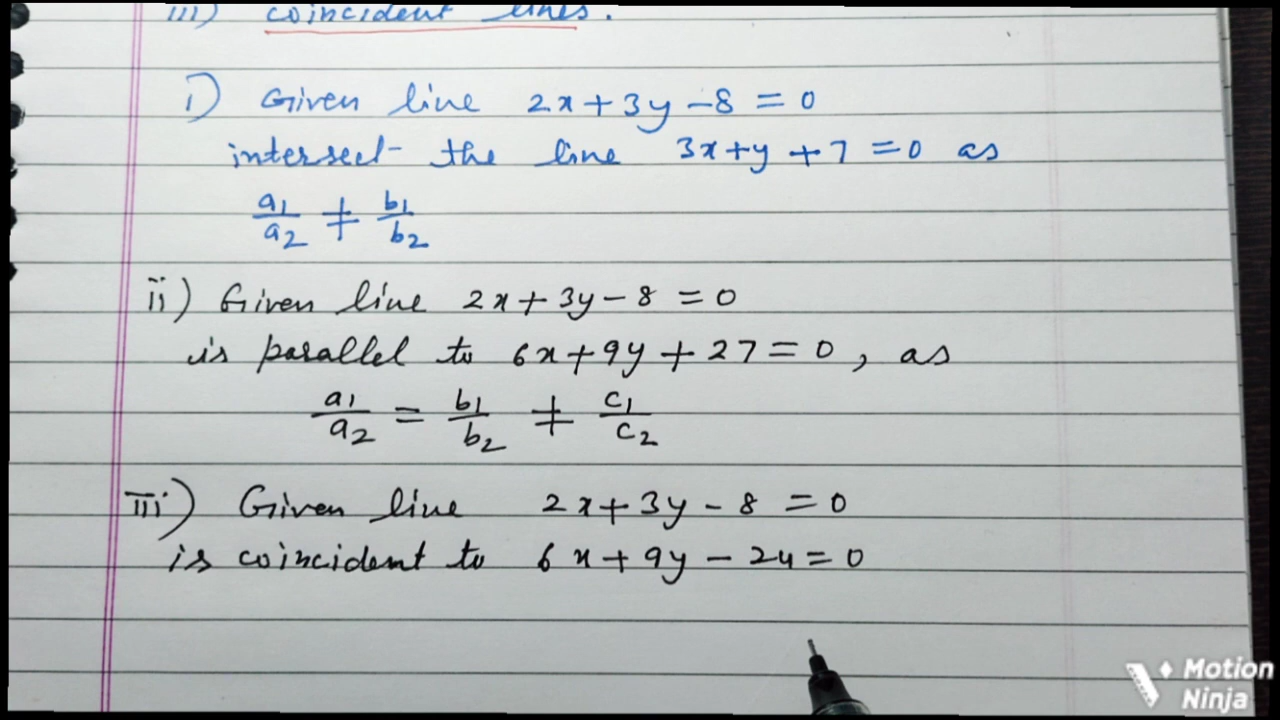 iii) coincident lines.
i) Given line 2x + 3y - 8 = 0
intersect the line 3x + y + 7 = 0 as
a1/a2 ≠ b1/b2
ii) Given line 2x + 3y - 8 = 0
is parallel to 6x + 9y + 27 = 0, as
a1/a2 = b1/b2 ≠ c1/c2
iii) Given line 2x + 3y - 8 = 0
is coincident to 6x + 9y - 24 = 0
Motion
Ninja